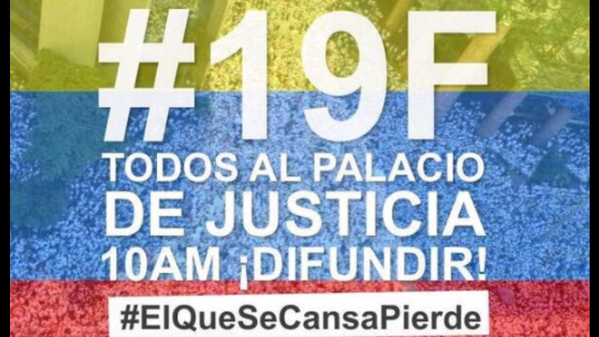 #19F
TODOS AL PALACIO
DE JUSTICIA
10AM ¡DIFUNDIR!
#ElQueSeCansaPierde